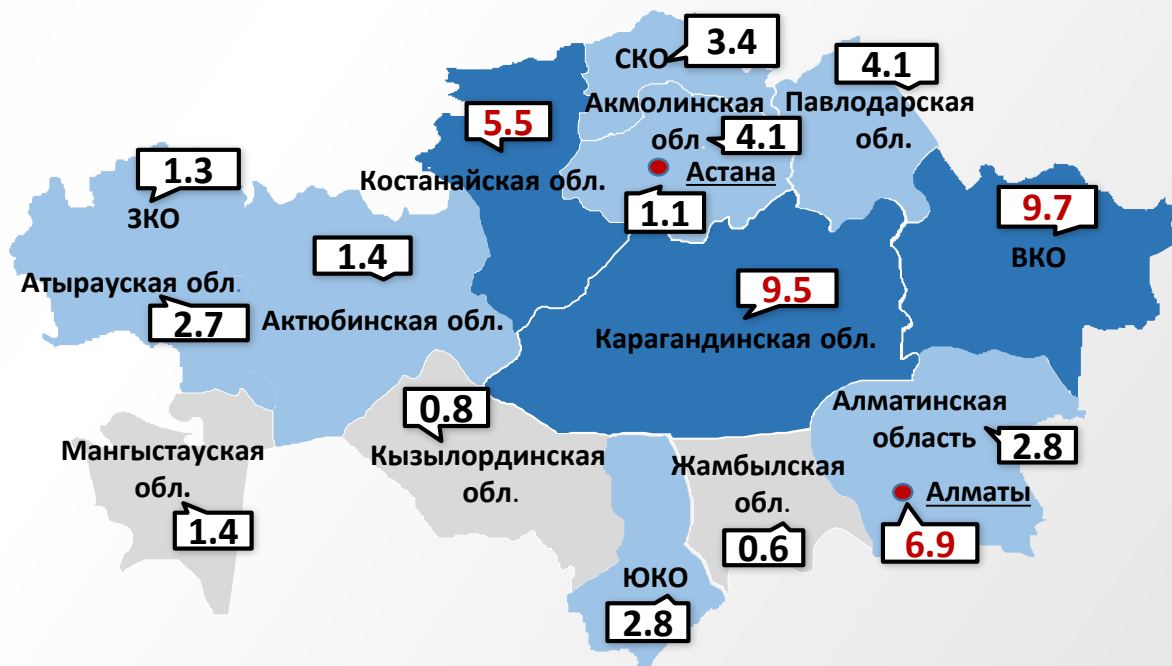 3.4
СКО
4.1
Акмолинская
обл.
4.1
Павлодарская
обл.
5.5
Костанайская обл.
Астана
1.1
1.3
ЗКО
9.7
ВКО
1.4
Актюбинская обл.
Атырауская обл.
2.7
9.5
Карагандинская обл.
0.8
Кызылординская
обл.
Алматинская
область
2.8
Мангыстауская
обл.
1.4
Жамбылская
обл.
0.6
Алматы
6.9
ЮКО
2.8